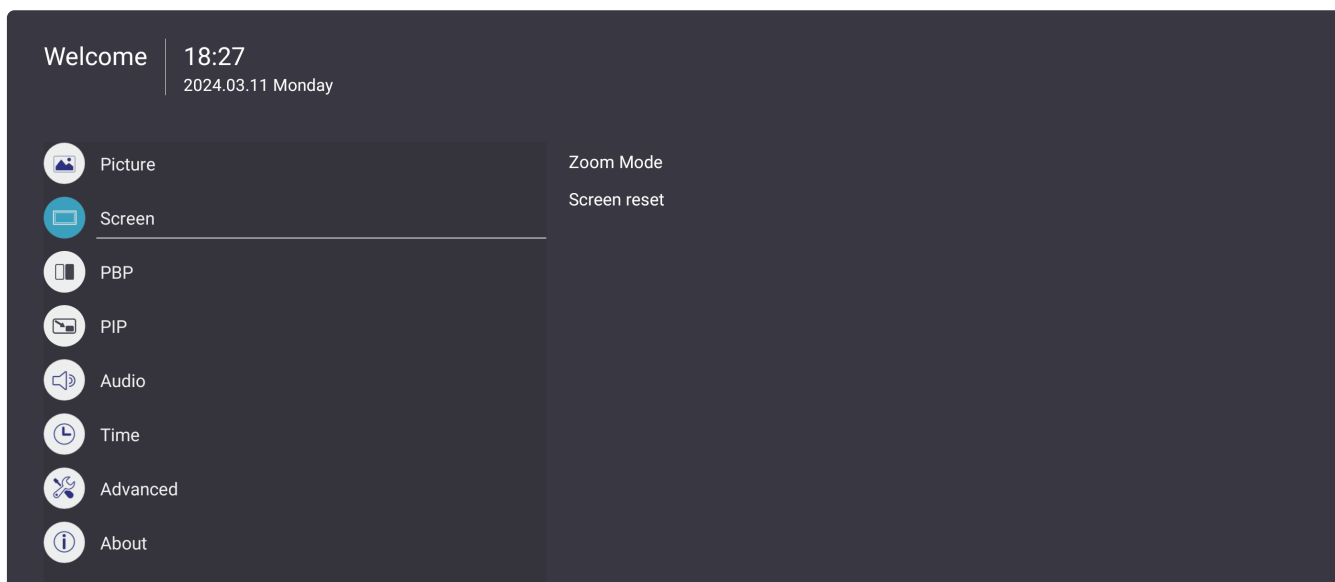 Welcome
18:27
2024.03.11 Monday
Picture
Screen
PBP
PIP
Audio
Time
Advanced
About
Zoom Mode
Screen reset